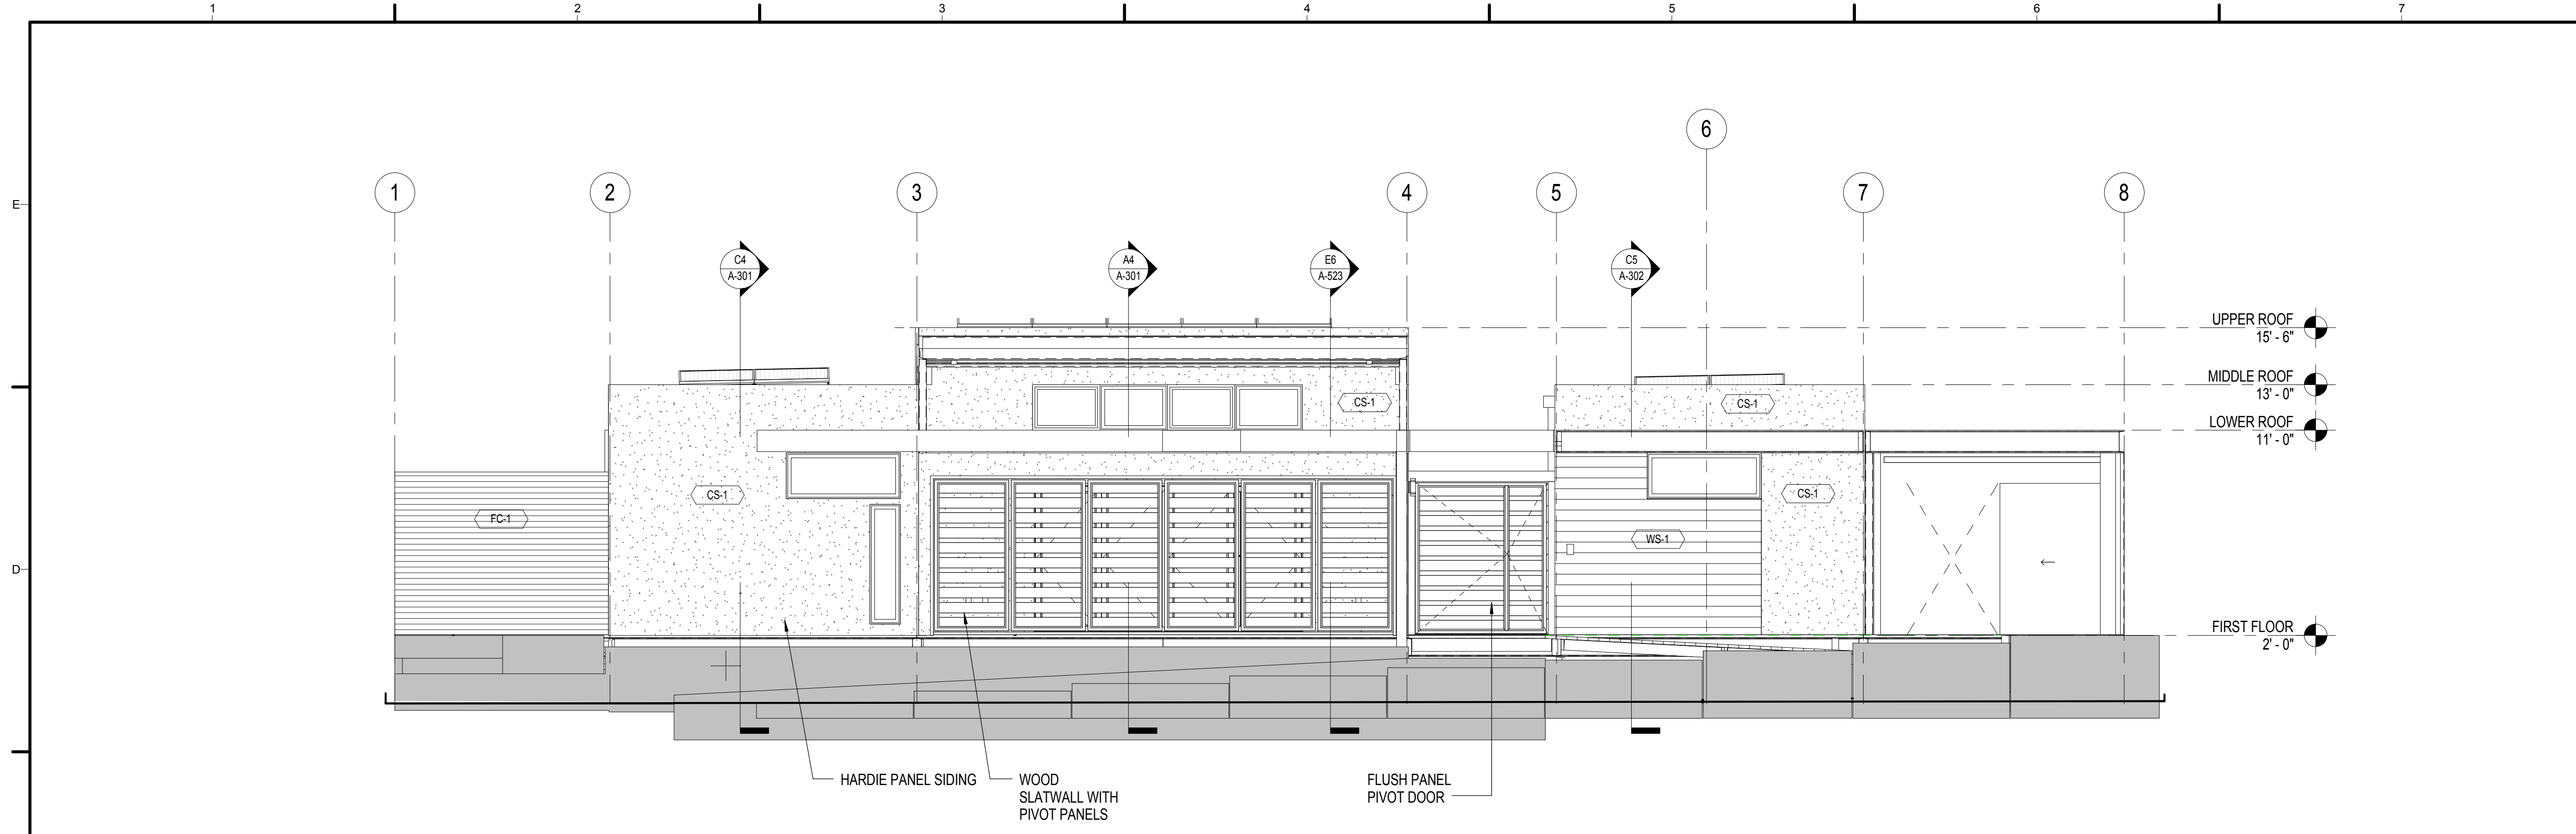 1 2 3 4 5 6 7
6
1 2 3 4 5 7 8
E
C4
A-301
A4
A-301
E6
A-523
C5
A-302
UPPER ROOF
15' - 6"
MIDDLE ROOF
13' - 0"
CS-1
CS-1
LOWER ROOF
11' - 0"
CS-1
CS-1
FC-1
WS-1
D
FIRST FLOOR
2' - 0"
HARDIE PANEL SIDING
WOOD
SLATWALL WITH
PIVOT PANELS
FLUSH PANEL
PIVOT DOOR